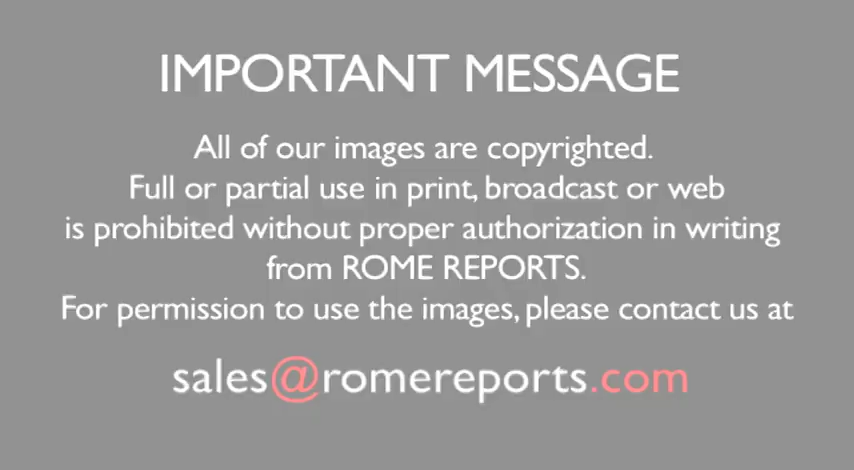 IMPORTANT MESSAGE
All of our images are copyrighted.
Full or partial use in print, broadcast or web
is prohibited without proper authorization in writing
from ROME REPORTS.
For permission to use the images, please contact us at
sales@romereports.com